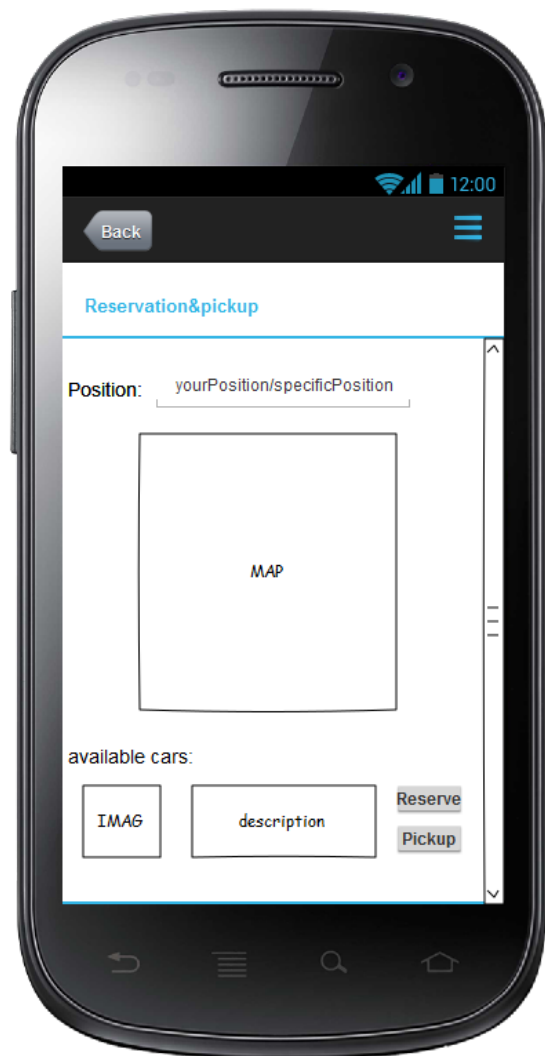 12:00
Back
Reservation&pickup
Position: yourPosition/specificPosition
MAP
available cars:
IMAG description Reserve
Pickup